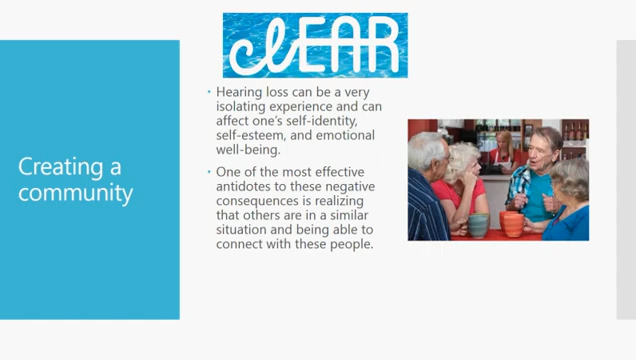 clEAR
Creating a
community
• Hearing loss can be a very
isolating experience and can
affect one's self-identity,
self-esteem, and emotional
well-being.
• One of the most effective
antidotes to these negative
consequences is realizing
that others are in a similar
situation and being able to
connect with these people.